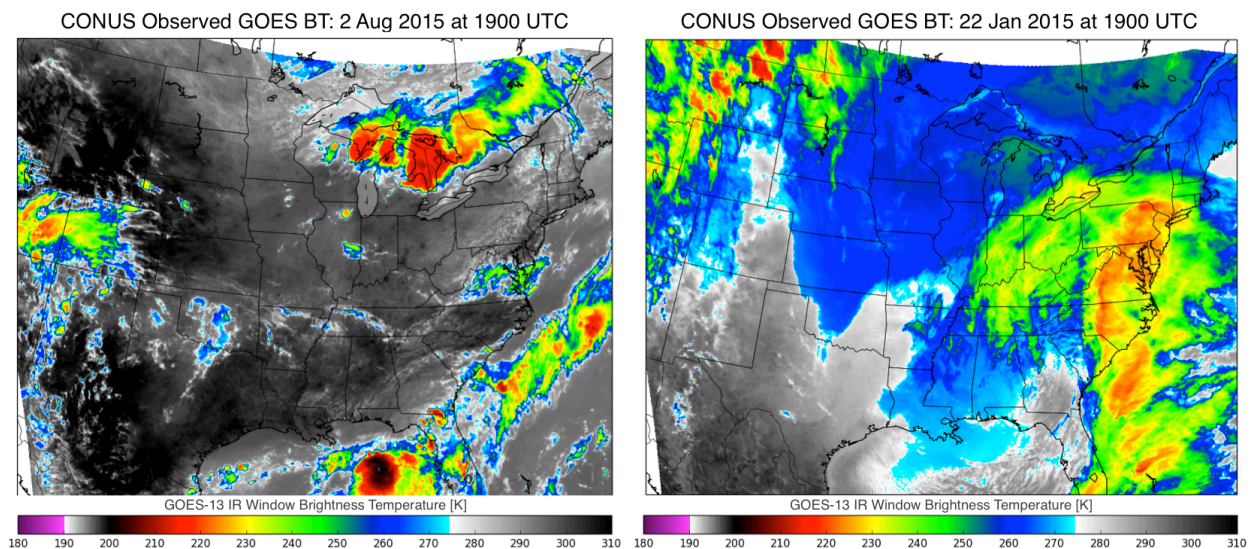 CONUS Observed GOES BT: 2 Aug 2015 at 1900 UTC
GOES-13 IR Window Brightness Temperature [K]
180 190 200 210 220 230 240 250 260 270 280 290 300 310
CONUS Observed GOES BT: 22 Jan 2015 at 1900 UTC
GOES-13 IR Window Brightness Temperature [K]
180 190 200 210 220 230 240 250 260 270 280 290 300 310